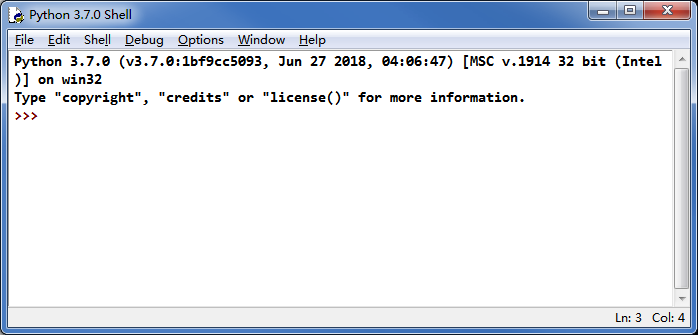 Python 3.7.0 Shell
File Edit Shell Debug Options Window Help
Python 3.7.0 (v3.7.0:1bf9cc5093, Jun 27 2018, 04:06:47) [MSC v.1914 32 bit (Intel
)] on win32
Type "copyright", "credits" or "license()" for more information.
>>>
Ln: 3 Col: 4